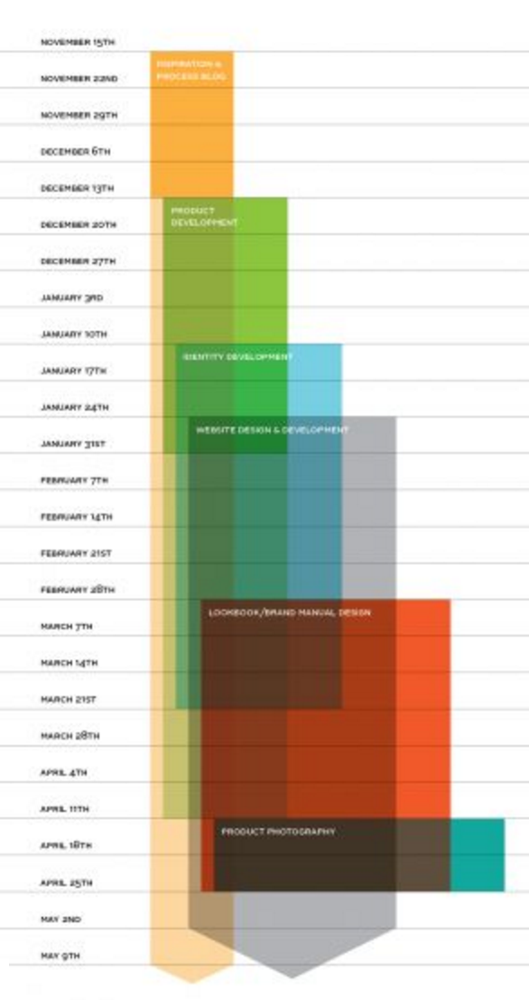 NOVEMBER 15TH
INSPIRATION &
PROCESS BLOG
NOVEMBER 22ND
NOVEMBER 29TH
DECEMBER 6TH
DECEMBER 13TH
PRODUCT
DEVELOPMENT
DECEMBER 20TH
DECEMBER 27TH
JANUARY 3RD
JANUARY 10TH
IDENTITY DEVELOPMENT
JANUARY 17TH
JANUARY 24TH
WEBSITE DESIGN & DEVELOPMENT
JANUARY 31ST
FEBRUARY 7TH
FEBRUARY 14TH
FEBRUARY 21ST
FEBRUARY 28TH
LOOKBOOK/BRAND MANUAL DESIGN
MARCH 7TH
MARCH 14TH
MARCH 21ST
MARCH 28TH
APRIL 4TH
APRIL 11TH
PRODUCT PHOTOGRAPHY
APRIL 18TH
APRIL 25TH
MAY 2ND
MAY 9TH